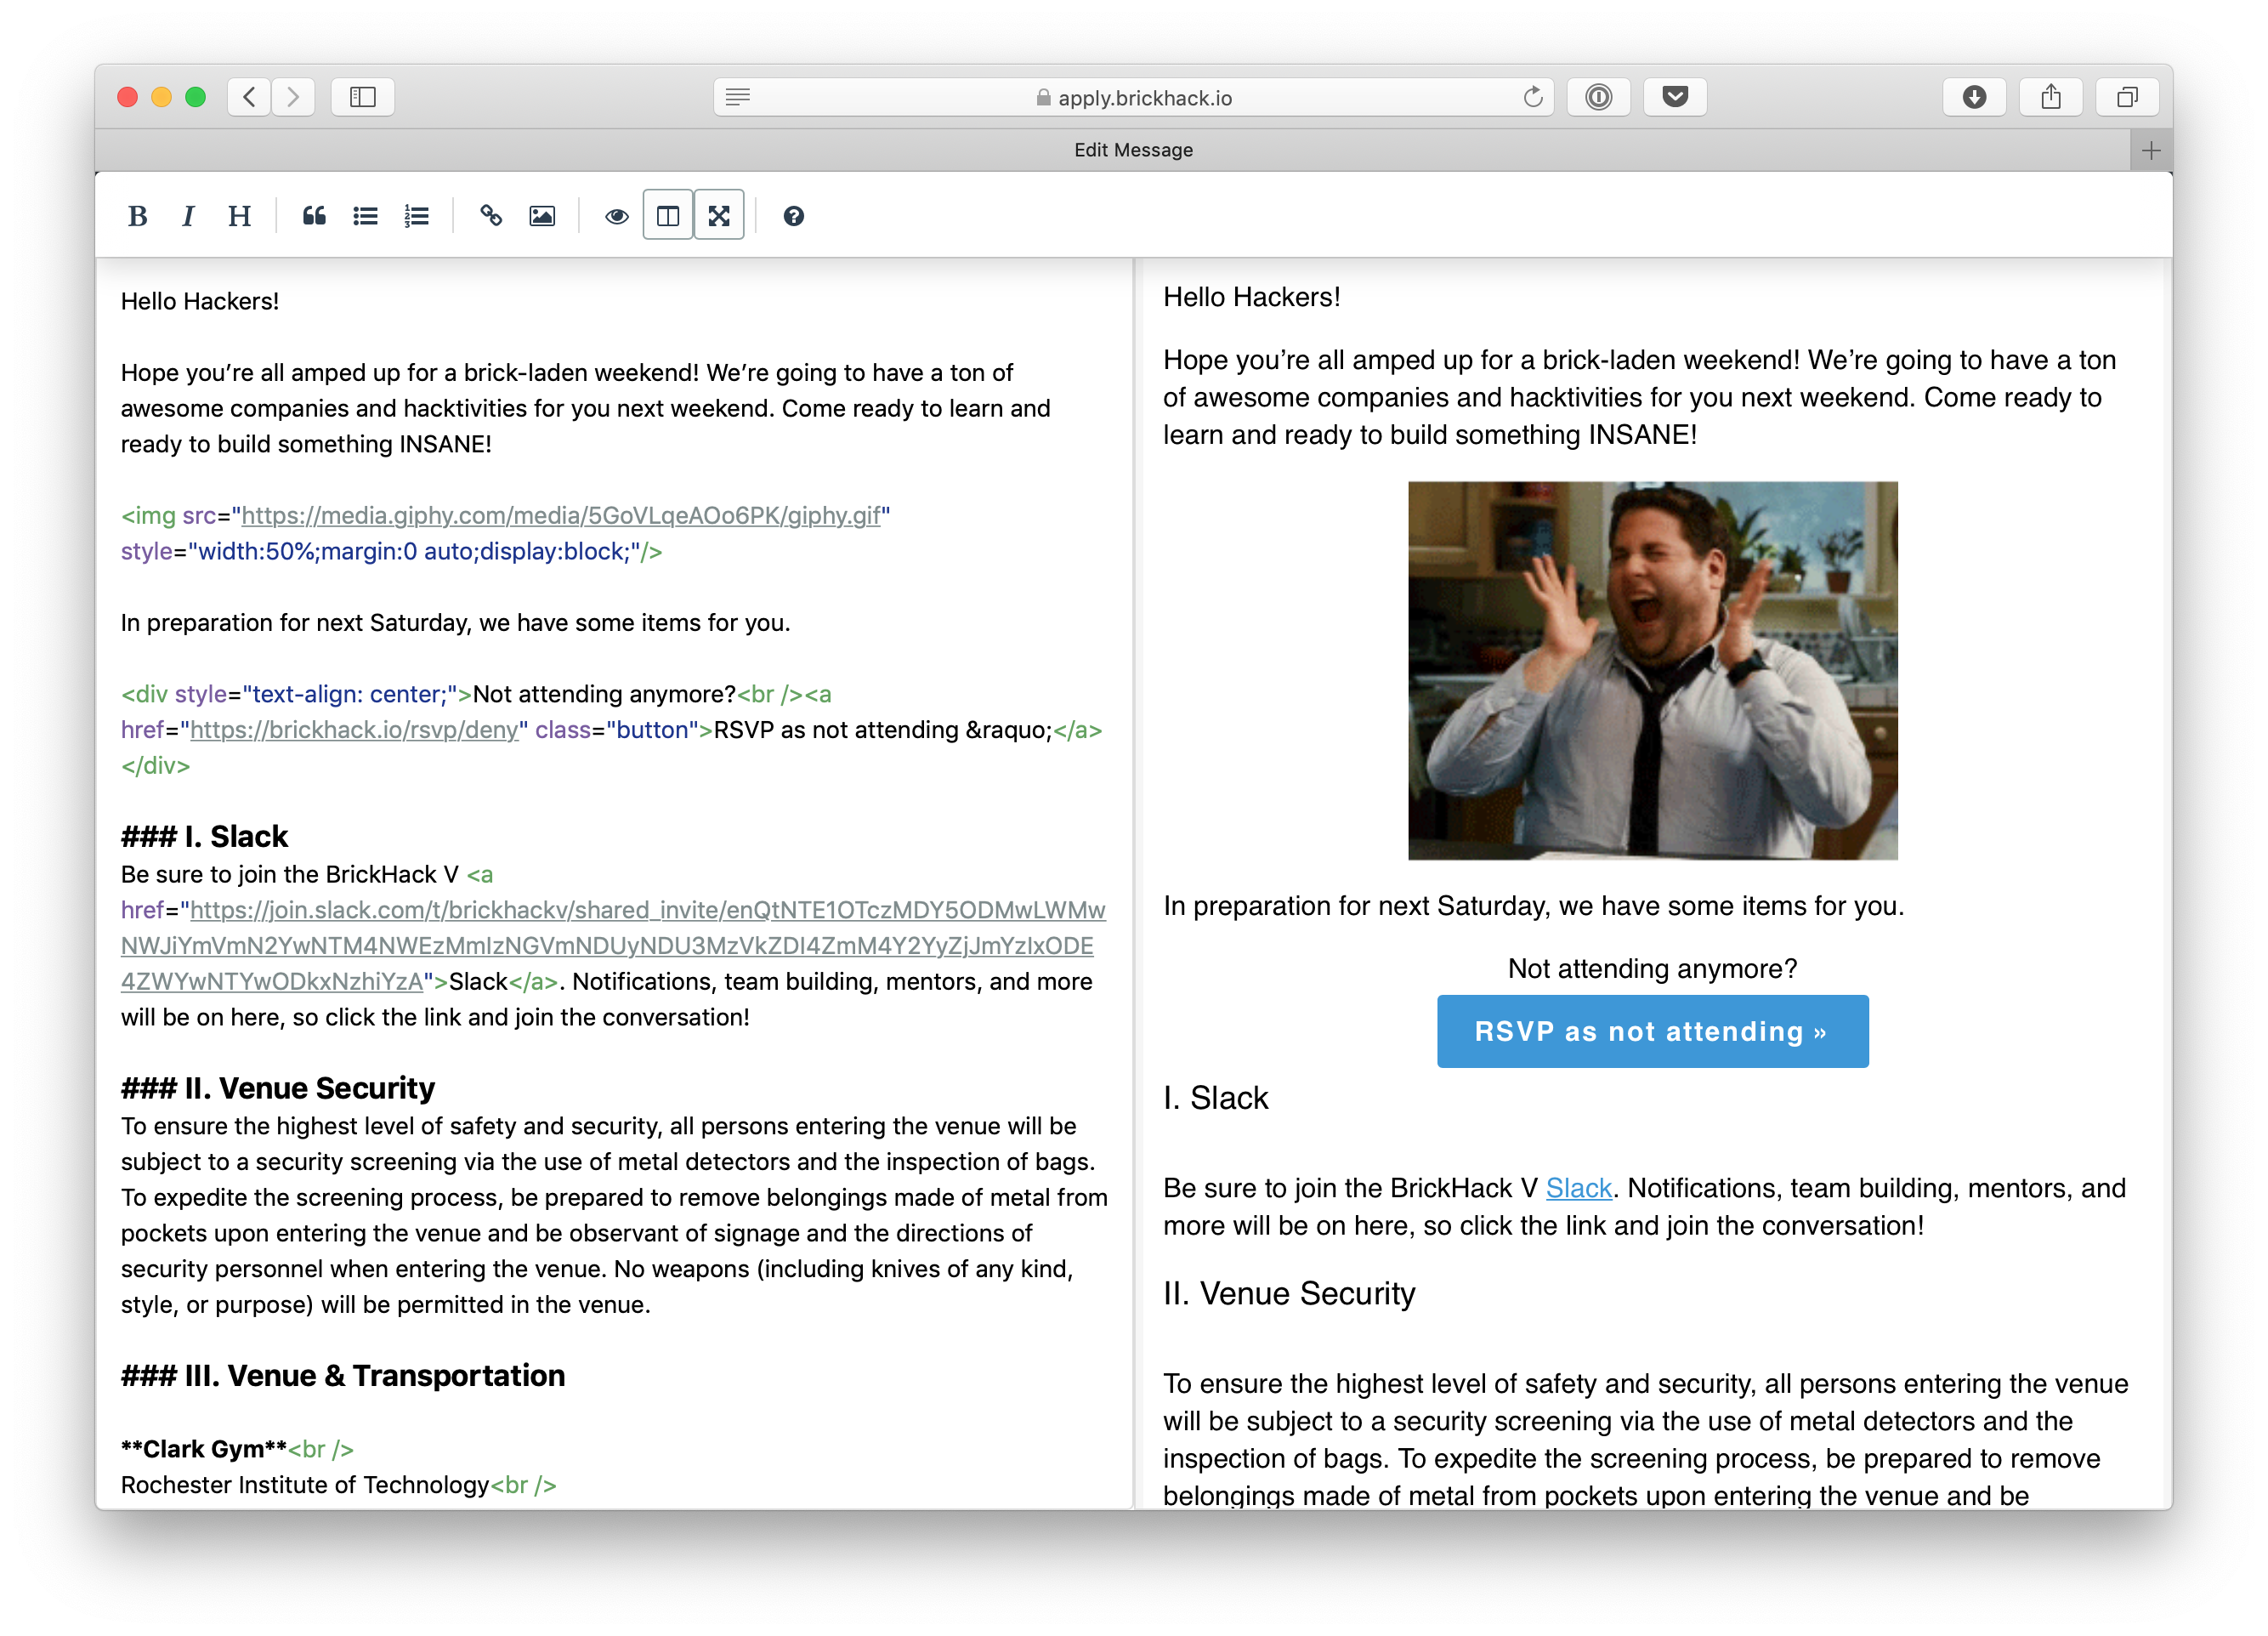 apply.brickhack.io
Edit Message
B I H
Hello Hackers!
Hope you’re all amped up for a brick-laden weekend! We’re going to have a ton of
awesome companies and hacktivities for you next weekend. Come ready to learn and
ready to build something INSANE!
<img src="https://media.giphy.com/media/5GoVLqeAOo6PK/giphy.gif"
style="width:50%;margin:0 auto;display:block;"/>
In preparation for next Saturday, we have some items for you.
<div style="text-align: center;">Not attending anymore?<br /><a
href="https://brickhack.io/rsvp/deny" class="button">RSVP as not attending &raquo;</a>
</div>
### I. Slack
Be sure to join the BrickHack V <a
href="https://join.slack.com/t/brickhackv/shared_invite/enQtNTE1OTczMDY5ODMwLWMw
NWJiYmVmN2YwNTM4NWEzMmIzNGVmNDUyNDU3MzVkZDI4ZmM4Y2YyZjJmYzIxODE
4ZWYwNTYwODkxNzhiYzA">Slack</a>. Notifications, team building, mentors, and more
will be on here, so click the link and join the conversation!
### II. Venue Security
To ensure the highest level of safety and security, all persons entering the venue will be
subject to a security screening via the use of metal detectors and the inspection of bags.
To expedite the screening process, be prepared to remove belongings made of metal from
pockets upon entering the venue and be observant of signage and the directions of
security personnel when entering the venue. No weapons (including knives of any kind,
style, or purpose) will be permitted in the venue.
### III. Venue & Transportation
**Clark Gym**<br />
Rochester Institute of Technology<br />
Hello Hackers!
Hope you’re all amped up for a brick-laden weekend! We’re going to have a ton
of awesome companies and hacktivities for you next weekend. Come ready to
learn and ready to build something INSANE!
In preparation for next Saturday, we have some items for you.
Not attending anymore?
RSVP as not attending »
I. Slack
Be sure to join the BrickHack V Slack. Notifications, team building, mentors, and
more will be on here, so click the link and join the conversation!
II. Venue Security
To ensure the highest level of safety and security, all persons entering the venue
will be subject to a security screening via the use of metal detectors and the
inspection of bags. To expedite the screening process, be prepared to remove
belongings made of metal from pockets upon entering the venue and be